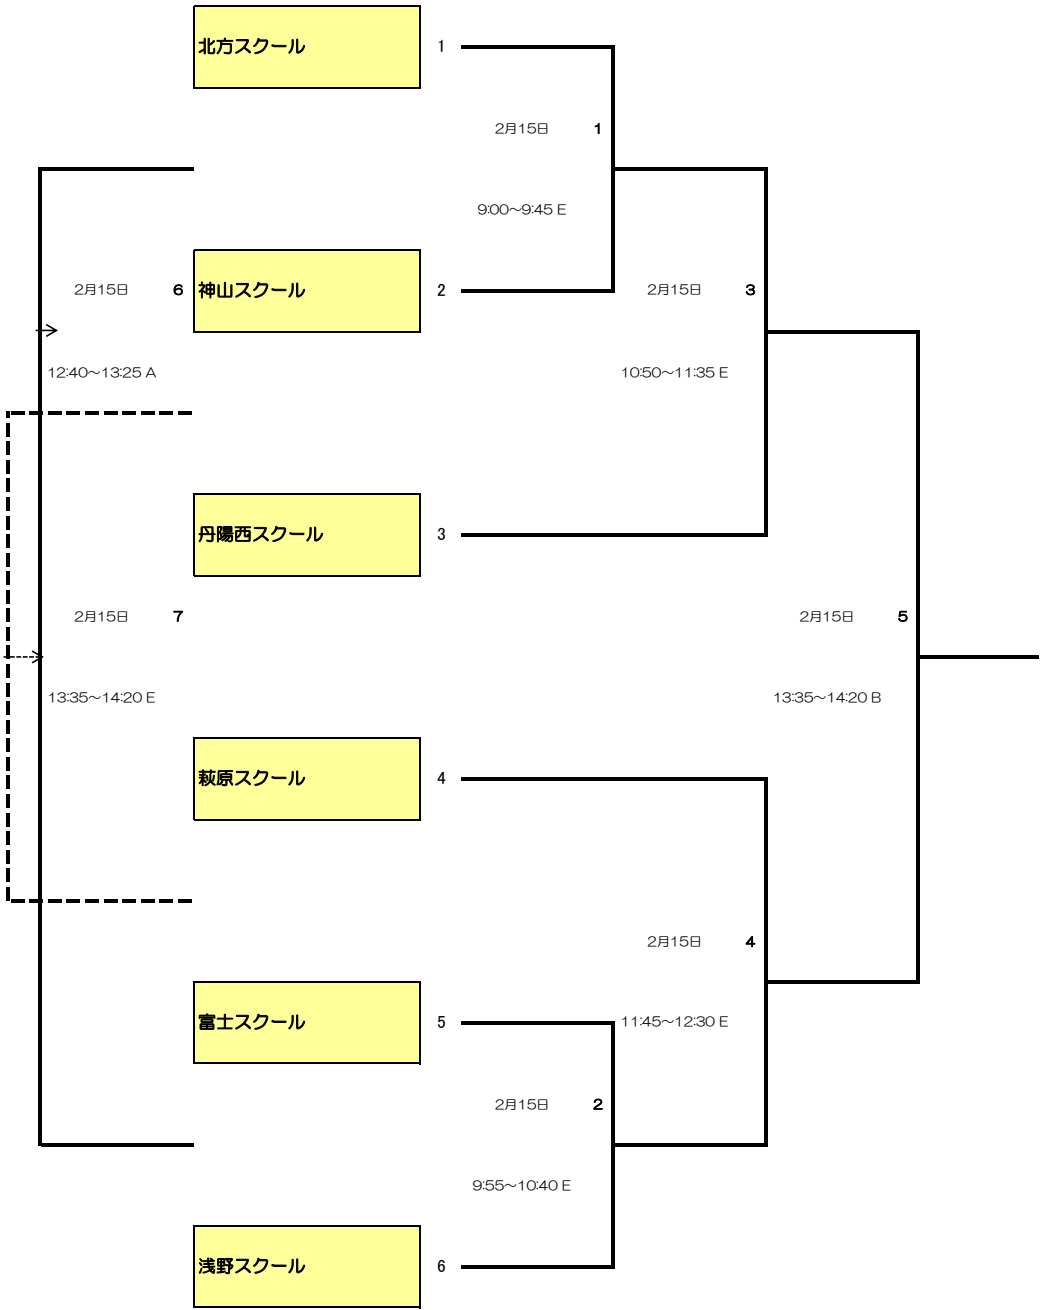 北方スクール 1
2月15日 1
9:00～9:45 E
2月15日 6 神山スクール 2 2月15日 3
12:40～13:25 A 10:50～11:35 E
丹陽西スクール 3
2月15日 7 2月15日 5
13:35～14:20 E 13:35～14:20 B
萩原スクール 4
2月15日 4
富士スクール 5 11:45～12:30 E
2月15日 2
9:55～10:40 E
浅野スクール 6